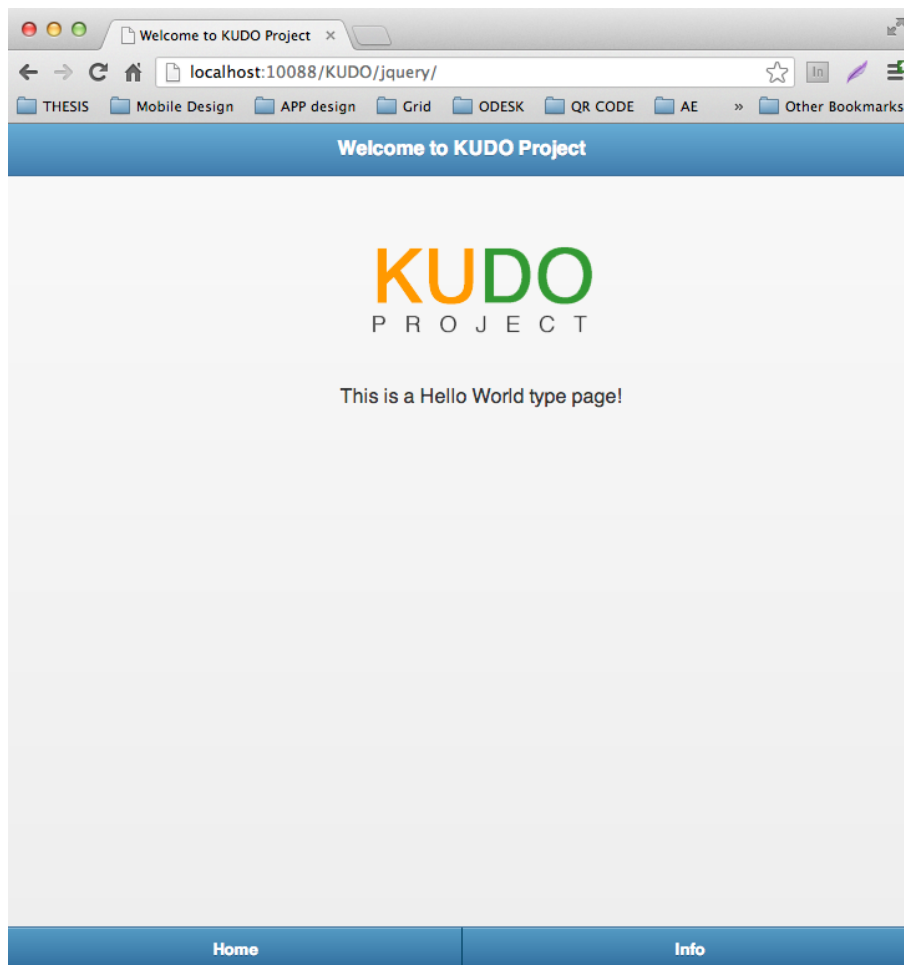 Welcome to KUDO Project
localhost:10088/KUDO/jquery/
In
THESIS Mobile Design APP design Grid ODESK QR CODE AE » Other Bookmarks
Welcome to KUDO Project
KUDO
PROJECT
This is a Hello World type page!
Home Info